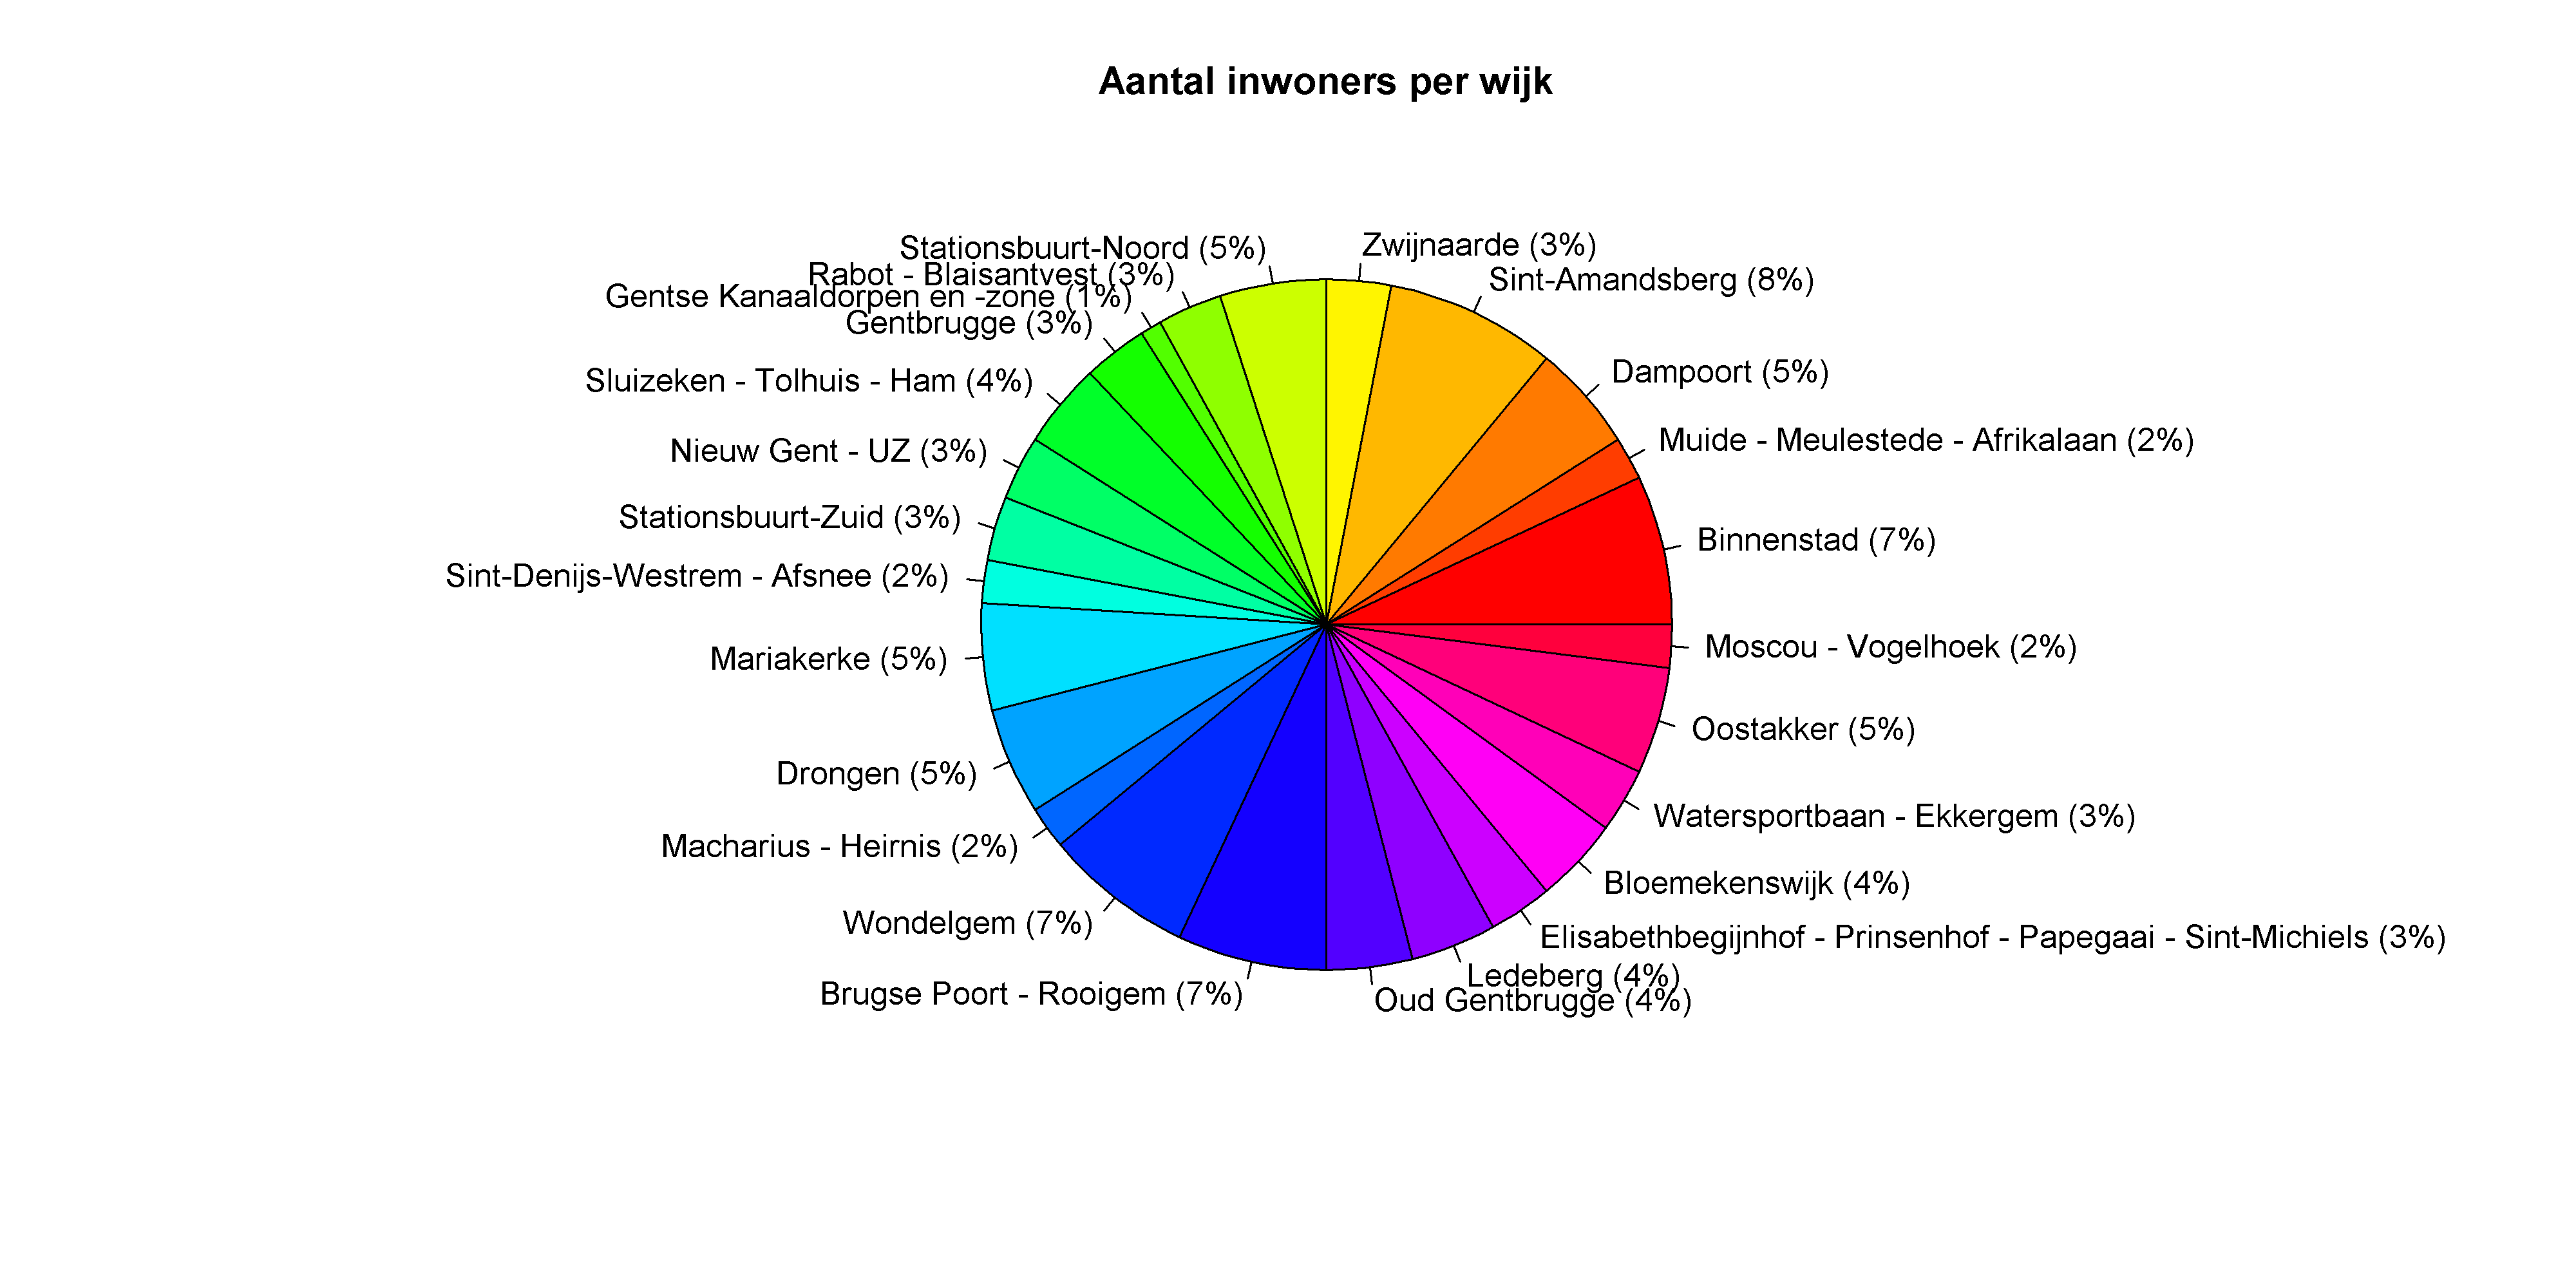 Aantal inwoners per wijk
Stationsbuurt-Noord (5%)
Zwijnaarde (3%)
Rabot - Blaisantvest (3%)
Sint-Amandsberg (8%)
Gentse Kanaaldorpen en -zone (1%)
Gentbrugge (3%)
Dampoort (5%)
Sluizeken - Tolhuis - Ham (4%)
Muide - Meulestede - Afrikalaan (2%)
Nieuw Gent - UZ (3%)
Stationsbuurt-Zuid (3%)
Binnenstad (7%)
Sint-Denijs-Westrem - Afsnee (2%)
Moscou - Vogelhoek (2%)
Mariakerke (5%)
Oostakker (5%)
Drongen (5%)
Watersportbaan - Ekkergem (3%)
Macharius - Heirnis (2%)
Bloemekenswijk (4%)
Wondelgem (7%)
Elisabethbegijnhof - Prinsenhof - Papegaai - Sint-Michiels (3%)
Ledeberg (4%)
Brugse Poort - Rooigem (7%)
Oud Gentbrugge (4%)